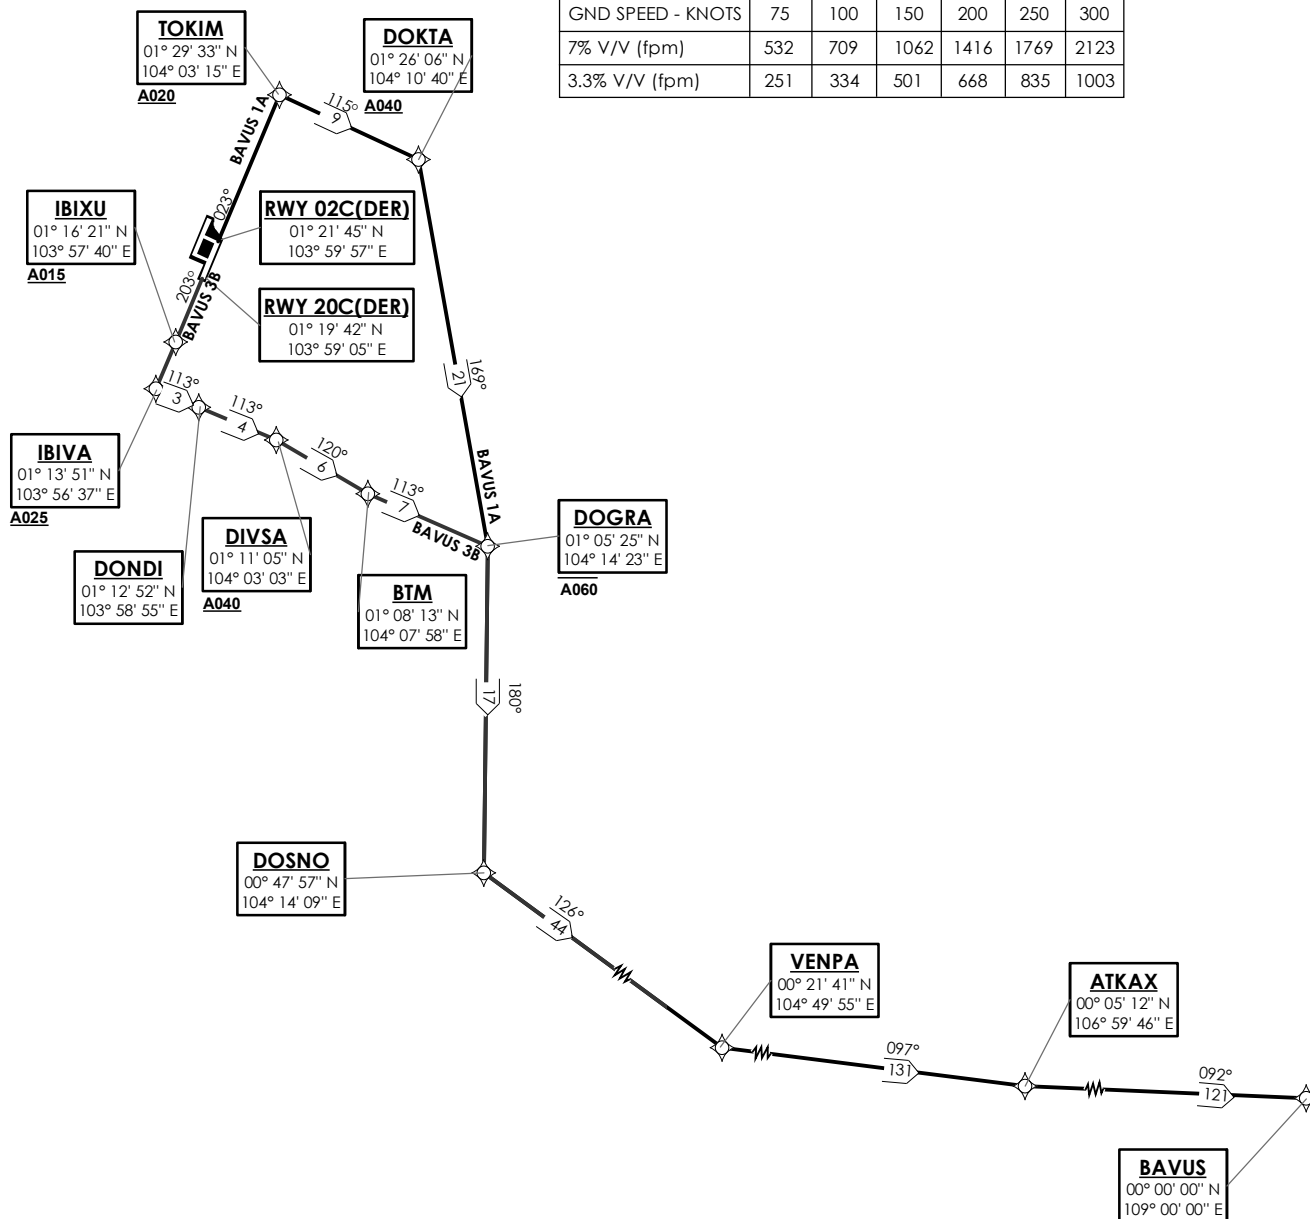 GND SPEED - KNOTS 75 100 150 200 250 300
7% V/V (fpm) 532 709 1062 1416 1769 2123
3.3% V/V (fpm) 251 334 501 668 835 1003
TOKIM
01° 29' 33" N
104° 03' 15" E
A020
DOKTA
01° 26' 06" N
104° 10' 40" E
A040
115°
9
BAVUS 1A
023°
IBIXU
01° 16' 21" N
103° 57' 40" E
A015
RWY 02C(DER)
01° 21' 45" N
103° 59' 57" E
203°
BAVUS 3B
RWY 20C(DER)
01° 19' 42" N
103° 59' 05" E
169°
21
113°
3
113°
4
120°
6
113°
7
BAVUS 3B
BAVUS 1A
IBIVA
01° 13' 51" N
103° 56' 37" E
A025
DONDI
01° 12' 52" N
103° 58' 55" E
DIVSA
01° 11' 05" N
104° 03' 03" E
A040
BTM
01° 08' 13" N
104° 07' 58" E
DOGRA
01° 05' 25" N
104° 14' 23" E
A060
180°
17
DOSNO
00° 47' 57" N
104° 14' 09" E
126°
44
VENPA
00° 21' 41" N
104° 49' 55" E
097°
131
ATKAX
00° 05' 12" N
106° 59' 46" E
092°
121
BAVUS
00° 00' 00" N
109° 00' 00" E